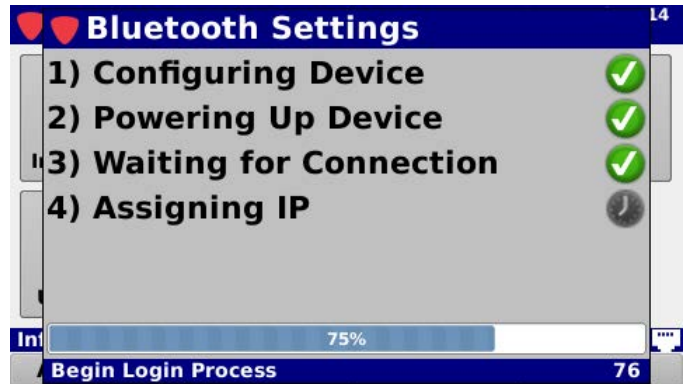 14
Bluetooth Settings
1) Configuring Device
2) Powering Up Device
3) Waiting for Connection
4) Assigning IP
75%
Begin Login Process 76